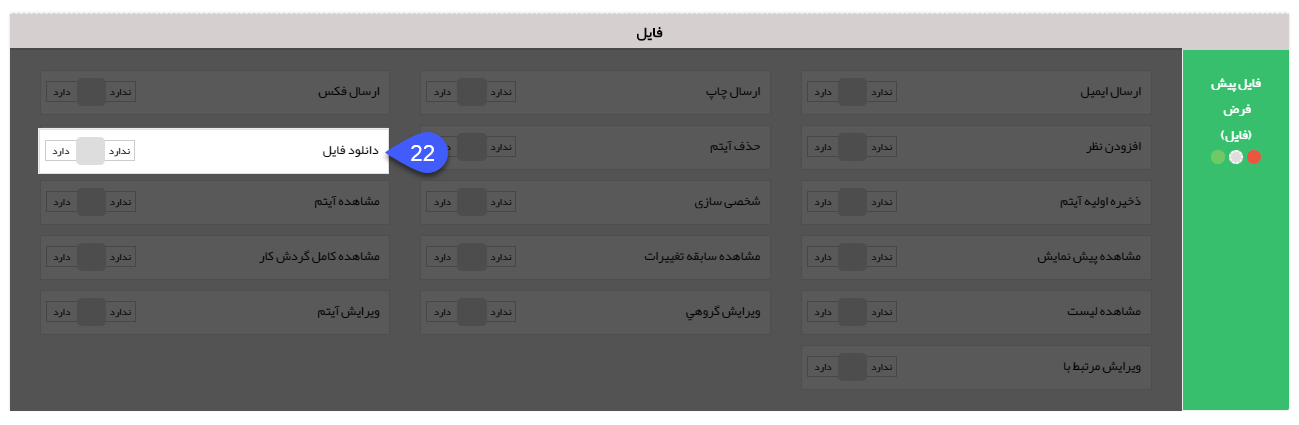 فایل
فایل پیش
فرض
(فایل)
ارسال ایمیل ندارد دارد
ارسال چاپ ندارد دارد
ارسال فکس ندارد دارد
افزودن نظر ندارد دارد
حذف آیتم دارد
22
دانلود فایل ندارد دارد
ذخیره اولیه آیتم ندارد دارد
شخصی سازی ندارد دارد
مشاهده آیتم ندارد دارد
مشاهده پیش نمایش ندارد دارد
مشاهده سابقه تغییرات ندارد دارد
مشاهده کامل گردش کار ندارد دارد
مشاهده لیست ندارد دارد
ویرایش گروهي ندارد دارد
ویرایش آیتم ندارد دارد
ویرایش مرتبط با ندارد دارد